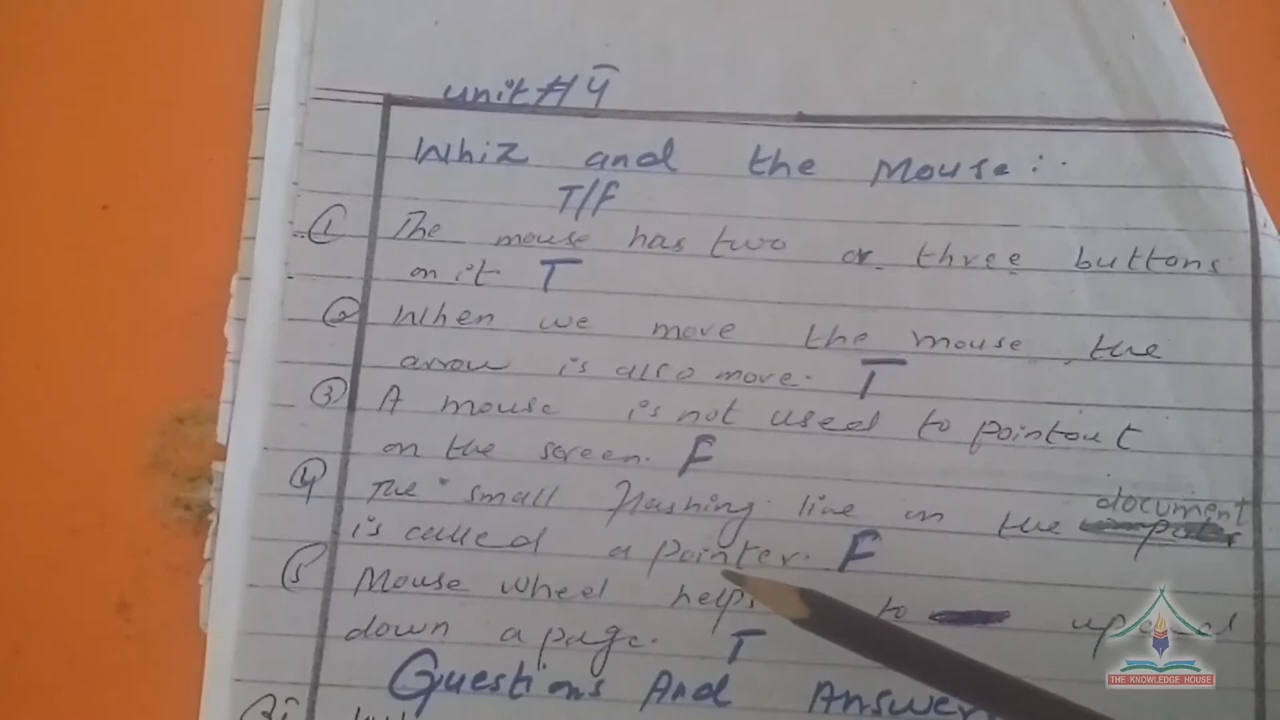 unit # 4
Whiz and the Mouse:
T/F
① The mouse has two or three buttons
on it T
② When we move the mouse, the
arrow is also move. T
③ A mouse is not used to pointout
on the screen. F
④ The small flashing line on the document
is called a pointer. F
⑤ Mouse wheel helps to up and
down a page. T
Questions And Answer
THE KNOWLEDGE HOUSE